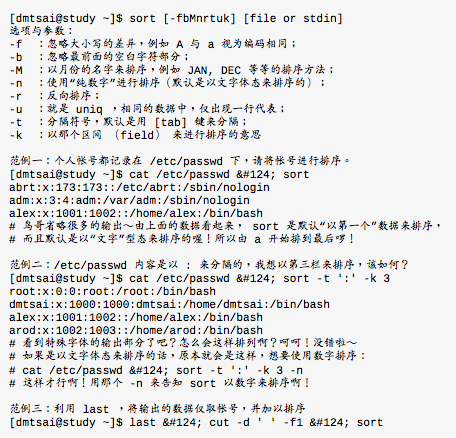 [dmtsai@study ~]$ sort [-fbMnrtuk] [file or stdin]
选项与参数：
-f ：忽略大小写的差异，例如 A 与 a 视为编码相同；
-b ：忽略最前面的空白字符部分；
-M ：以月份的名字来排序，例如 JAN, DEC 等等的排序方法；
-n ：使用“纯数字”进行排序（默认是以文字体态来排序的）；
-r ：反向排序；
-u ：就是 uniq ，相同的数据中，仅出现一行代表；
-t ：分隔符号，默认是用 [tab] 键来分隔；
-k ：以那个区间 （field） 来进行排序的意思
范例一：个人帐号都记录在 /etc/passwd 下，请将帐号进行排序。
[dmtsai@study ~]$ cat /etc/passwd &#124; sort
abrt:x:173:173::/etc/abrt:/sbin/nologin
adm:x:3:4:adm:/var/adm:/sbin/nologin
alex:x:1001:1002::/home/alex:/bin/bash
# 鸟哥省略很多的输出～由上面的数据看起来， sort 是默认“以第一个”数据来排序，
# 而且默认是以“文字”型态来排序的喔！所以由 a 开始排到最后啰！
范例二：/etc/passwd 内容是以 : 来分隔的，我想以第三栏来排序，该如何？
[dmtsai@study ~]$ cat /etc/passwd &#124; sort -t ':' -k 3
root:x:0:0:root:/root:/bin/bash
dmtsai:x:1000:1000:dmtsai:/home/dmtsai:/bin/bash
alex:x:1001:1002::/home/alex:/bin/bash
arod:x:1002:1003::/home/arod:/bin/bash
# 看到特殊字体的输出部分了吧？怎么会这样排列啊？呵呵！没错啦～
# 如果是以文字体态来排序的话，原本就会是这样，想要使用数字排序：
# cat /etc/passwd &#124; sort -t ':' -k 3 -n
# 这样才行啊！用那个 -n 来告知 sort 以数字来排序啊！
范例三：利用 last ，将输出的数据仅取帐号，并加以排序
[dmtsai@study ~]$ last &#124; cut -d ' ' -f1 &#124; sort